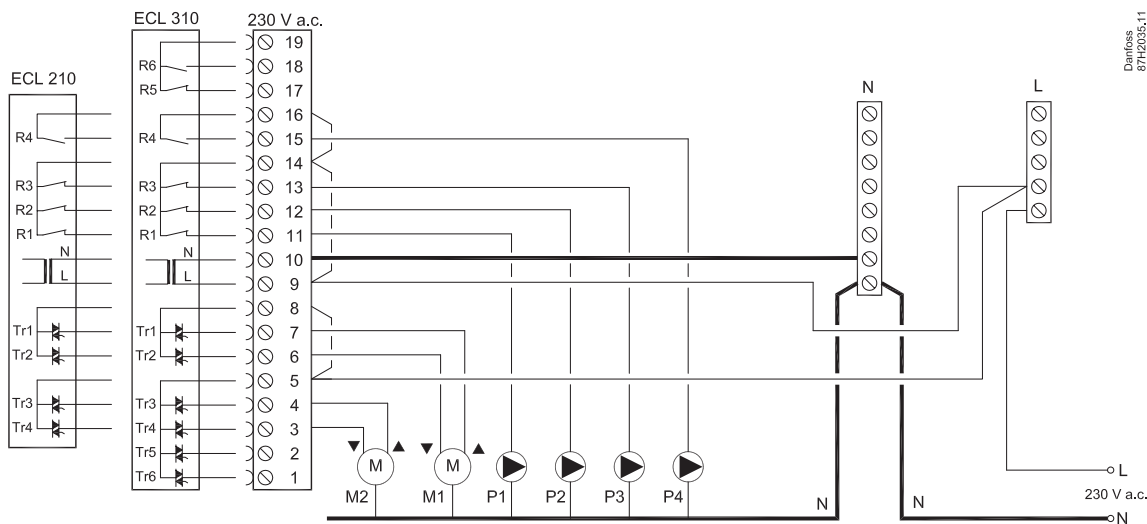 ECL 310
230 V a.c.
Danfoss
87H2035.11
ECL 210
19
R6
18
R5
17
N
L
16
R4
R4
15
14
R3
R3
13
R2
R2
12
R1
R1
11
N
N
10
L
L
9
8
Tr1
Tr1
7
Tr2
Tr2
6
5
Tr3
Tr3
4
Tr4
Tr4
3
Tr5
2
Tr6
1
M
M
M2
M1
P1
P2
P3
P4
N
N
L
230 V a.c.
N